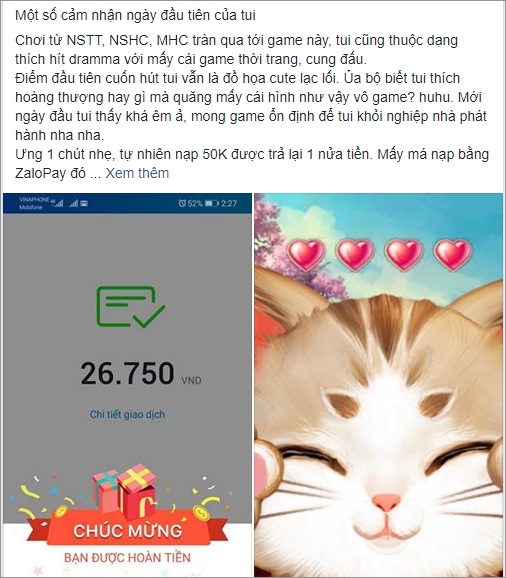 Một số cảm nhận ngày đầu tiên của tui
Chơi từ NSTT, NSHC, MHC tràn qua tới game này, tui cũng thuộc dạng
thích hít dramma với mấy cái game thời trang, cung đấu.
Điểm đầu tiên cuốn hút tui vẫn là đồ họa cute lạc lối. Ủa bộ biết tui thích
hoàng thượng hay gì mà quăng mấy cái hình như vậy vô game? huhu. Mới
ngày đầu tui thấy khá êm ả, mong game ổn định để tui khỏi nghiệp nhà phát
hành nha nha.
Ưng 1 chút nhẹ, tự nhiên nạp 50K được trả lại 1 nửa tiền. Mấy má nạp bằng
ZaloPay đó ... Xem thêm
VINAPHONE
Mobifone
52% 2:27
26.750 VND
Chi tiết giao dịch
CHÚC MỪNG
BẠN ĐƯỢC HOÀN TIỀN